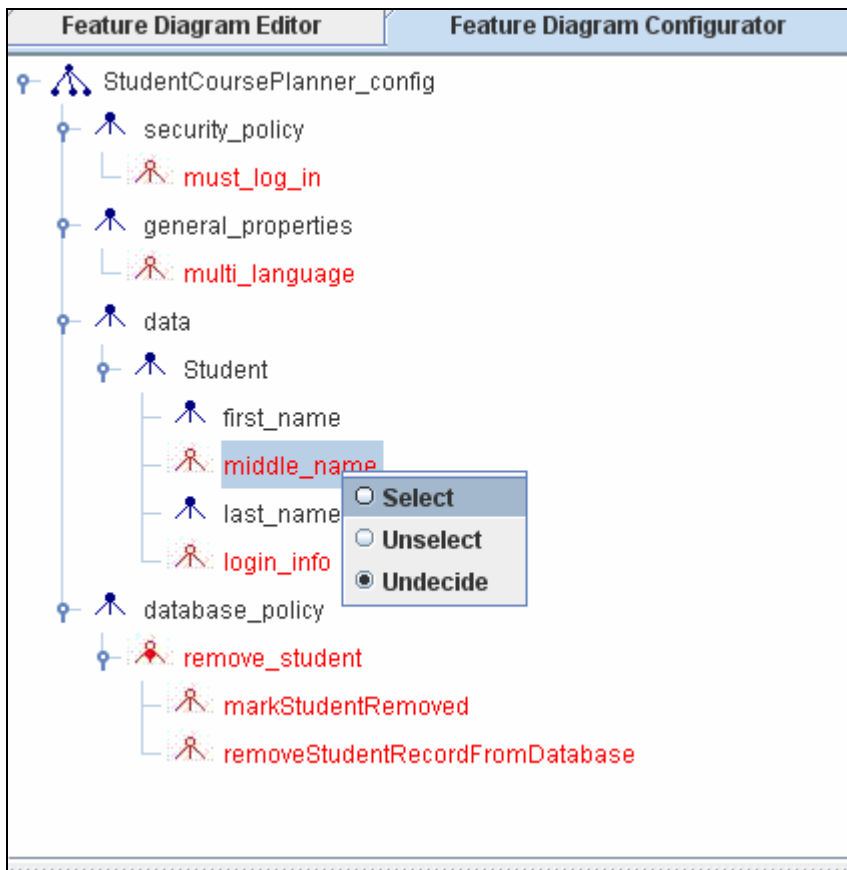 Feature Diagram Editor Feature Diagram Configurator
StudentCoursePlanner_config
security_policy
must_log_in
general_properties
multi_language
data
Student
first_name
middle_name
Select
last_name
Unselect
login_info
Undecide
database_policy
remove_student
markStudentRemoved
removeStudentRecordFromDatabase